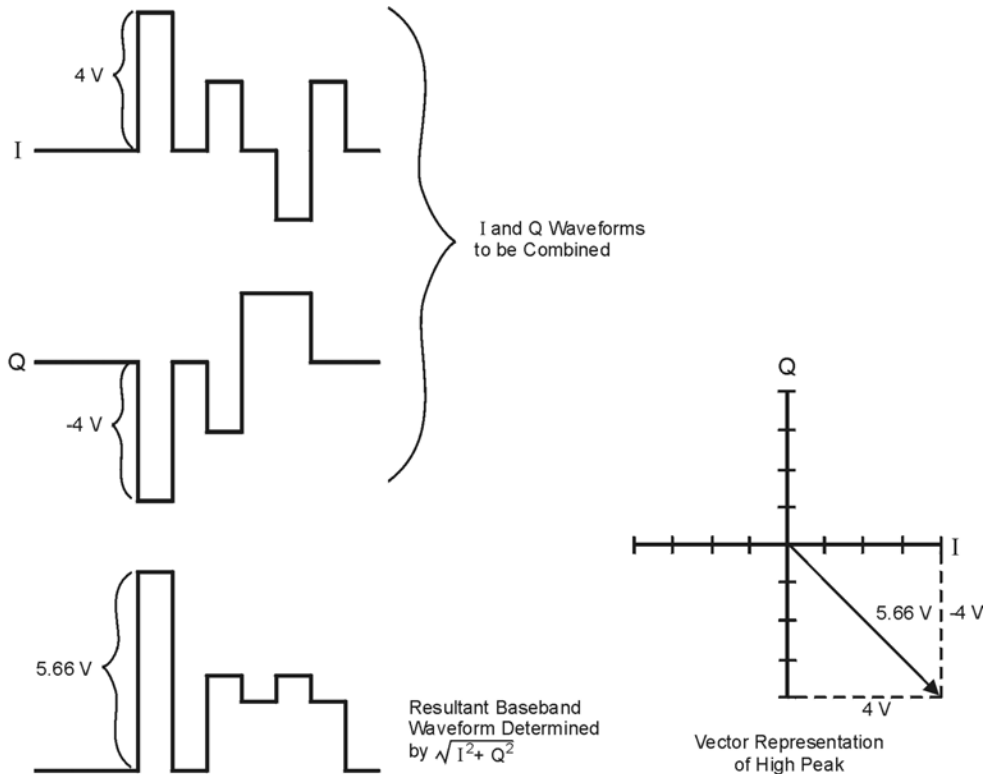 4 V
I
I and Q Waveforms
to be Combined
Q
-4 V
Q
I
5.66 V
-4 V
4 V
5.66 V
Resultant Baseband
Waveform Determined
by √I²+ Q²
Vector Representation
of High Peak